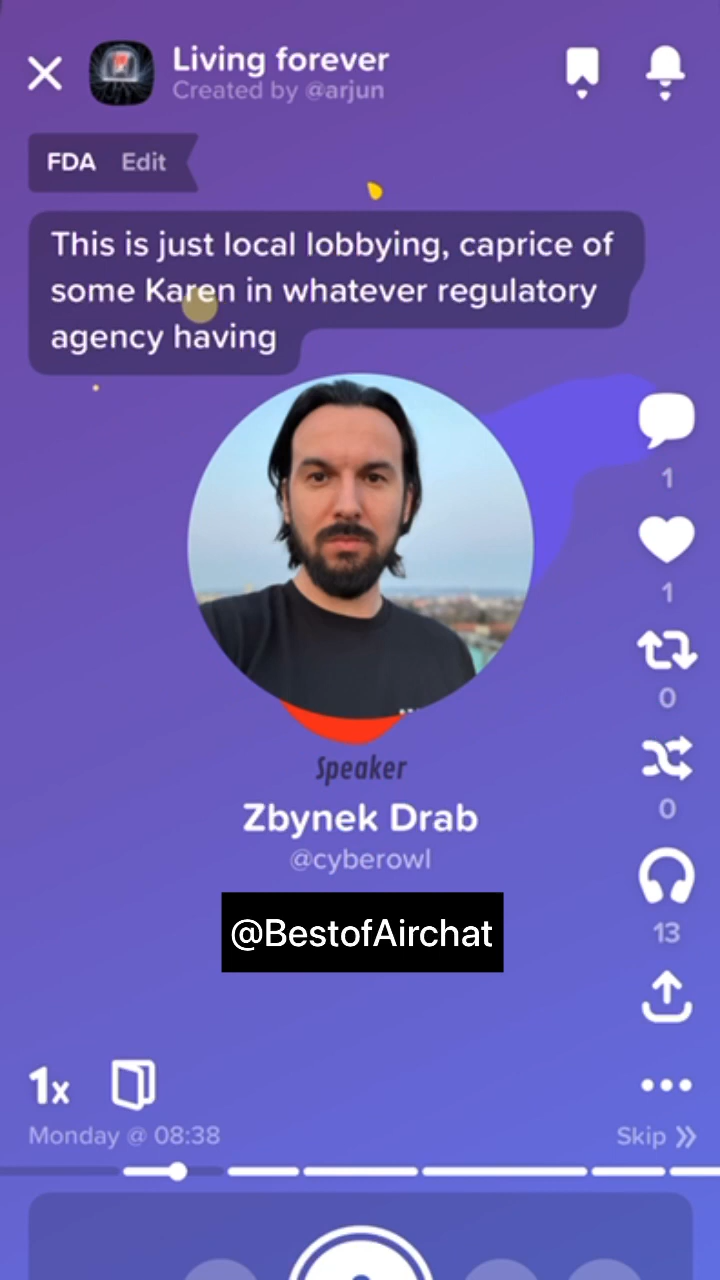 Living forever
Created by @arjun
FDA Edit
This is just local lobbying, caprice of
some Karen in whatever regulatory
agency having
1
1
0
0
Speaker
Zbynek Drab
@cyberowl
@BestofAirchat
13
1x
Monday @ 08:38
Skip